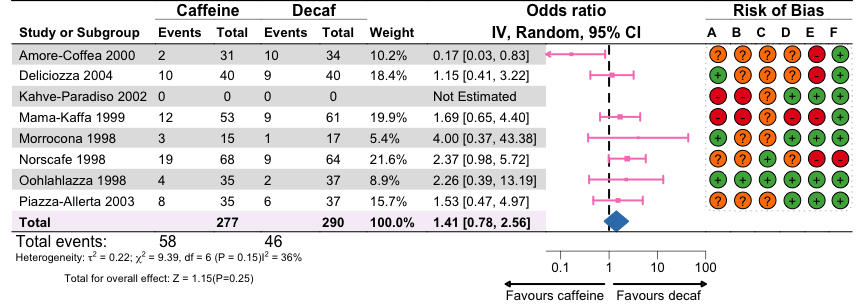 Caffeine Decaf Odds ratio Risk of Bias
Study or Subgroup Events Total Events Total Weight IV, Random, 95% CI A B C D E F
Amore-Coffea 2000 2 31 10 34 10.2% 0.17 [0.03, 0.83] ? ? ? ? - +
Deliciozza 2004 10 40 9 40 18.4% 1.15 [0.41, 3.22] + ? ? ? ? +
Kahve-Paradiso 2002 0 0 0 0 Not Estimated - - ? + + +
Mama-Kaffa 1999 12 53 9 61 19.9% 1.69 [0.65, 4.40] - - ? - - +
Morrocona 1998 3 15 1 17 5.4% 4.00 [0.37, 43.38] + ? ? + + +
Norscafe 1998 19 68 9 64 21.6% 2.37 [0.98, 5.72] ? ? + ? - -
Oohlahlazza 1998 4 35 2 37 8.9% 2.26 [0.39, 13.19] + + + + + +
Piazza-Allerta 2003 8 35 6 37 15.7% 1.53 [0.47, 4.97] ? ? ? + + +
Total 277 290 100.0% 1.41 [0.78, 2.56]
Total events: 58 46
Heterogeneity: τ² = 0.22; χ² = 9.39, df = 6 (P = 0.15)I² = 36%
Total for overall effect: Z = 1.15(P=0.25)
0.1 1 10 100
Favours caffeine Favours decaf